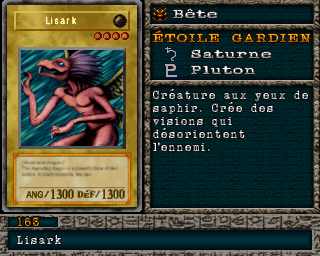 Lisark
ANG/1300 DÉF/1300
Bête
ÉTOILE GARDIEN
Saturne
Pluton
Créature aux yeux de
saphir. Crée des
visions qui
désorientent
l'ennemi.
163
Lisark